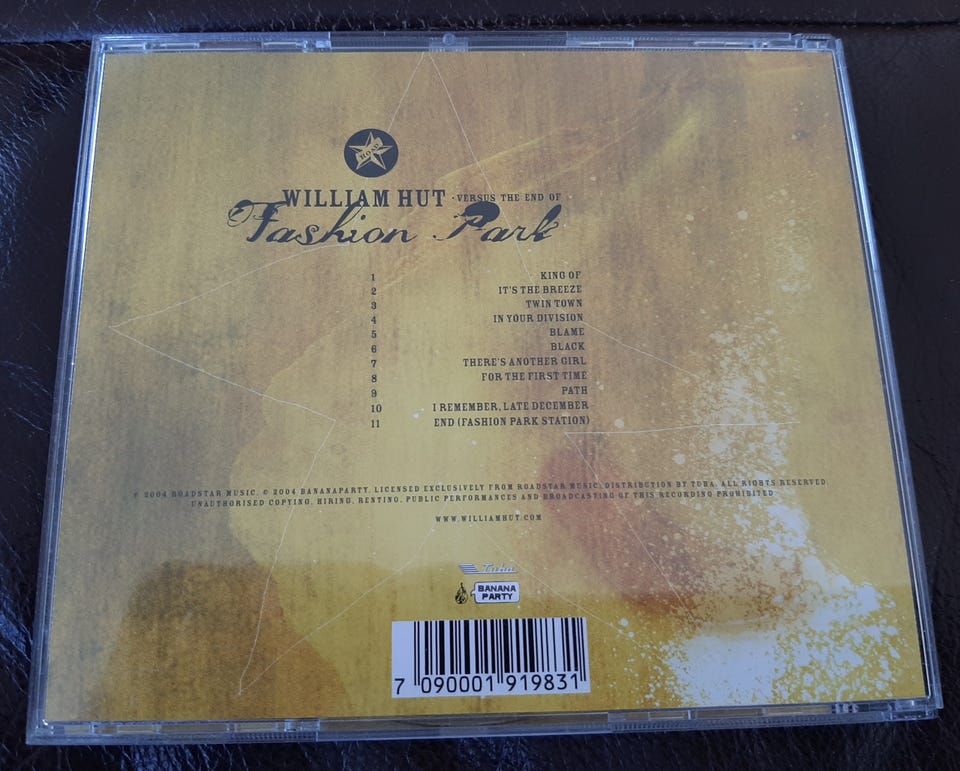 ROAD
WILLIAM HUT · VERSUS THE END OF
Fashion Park
1 KING OF
2 IT'S THE BREEZE
3 TWIN TOWN
4 IN YOUR DIVISION
5 BLAME
6 BLACK
7 THERE'S ANOTHER GIRL
8 FOR THE FIRST TIME
9 PATH
10 I REMEMBER, LATE DECEMBER
11 END (FASHION PARK STATION)
℗ 2004 ROADSTAR MUSIC. © 2004 BANANAPARTY. LICENSED EXCLUSIVELY FROM ROADSTAR MUSIC. DISTRIBUTION BY TUBA. ALL RIGHTS RESERVED.
UNAUTHORISED COPYING, HIRING, RENTING, PUBLIC PERFORMANCES AND BROADCASTING OF THIS RECORDING PROHIBITED
WWW.WILLIAMHUT.COM
Tuba
BANANA
PARTY
7 090001 919831